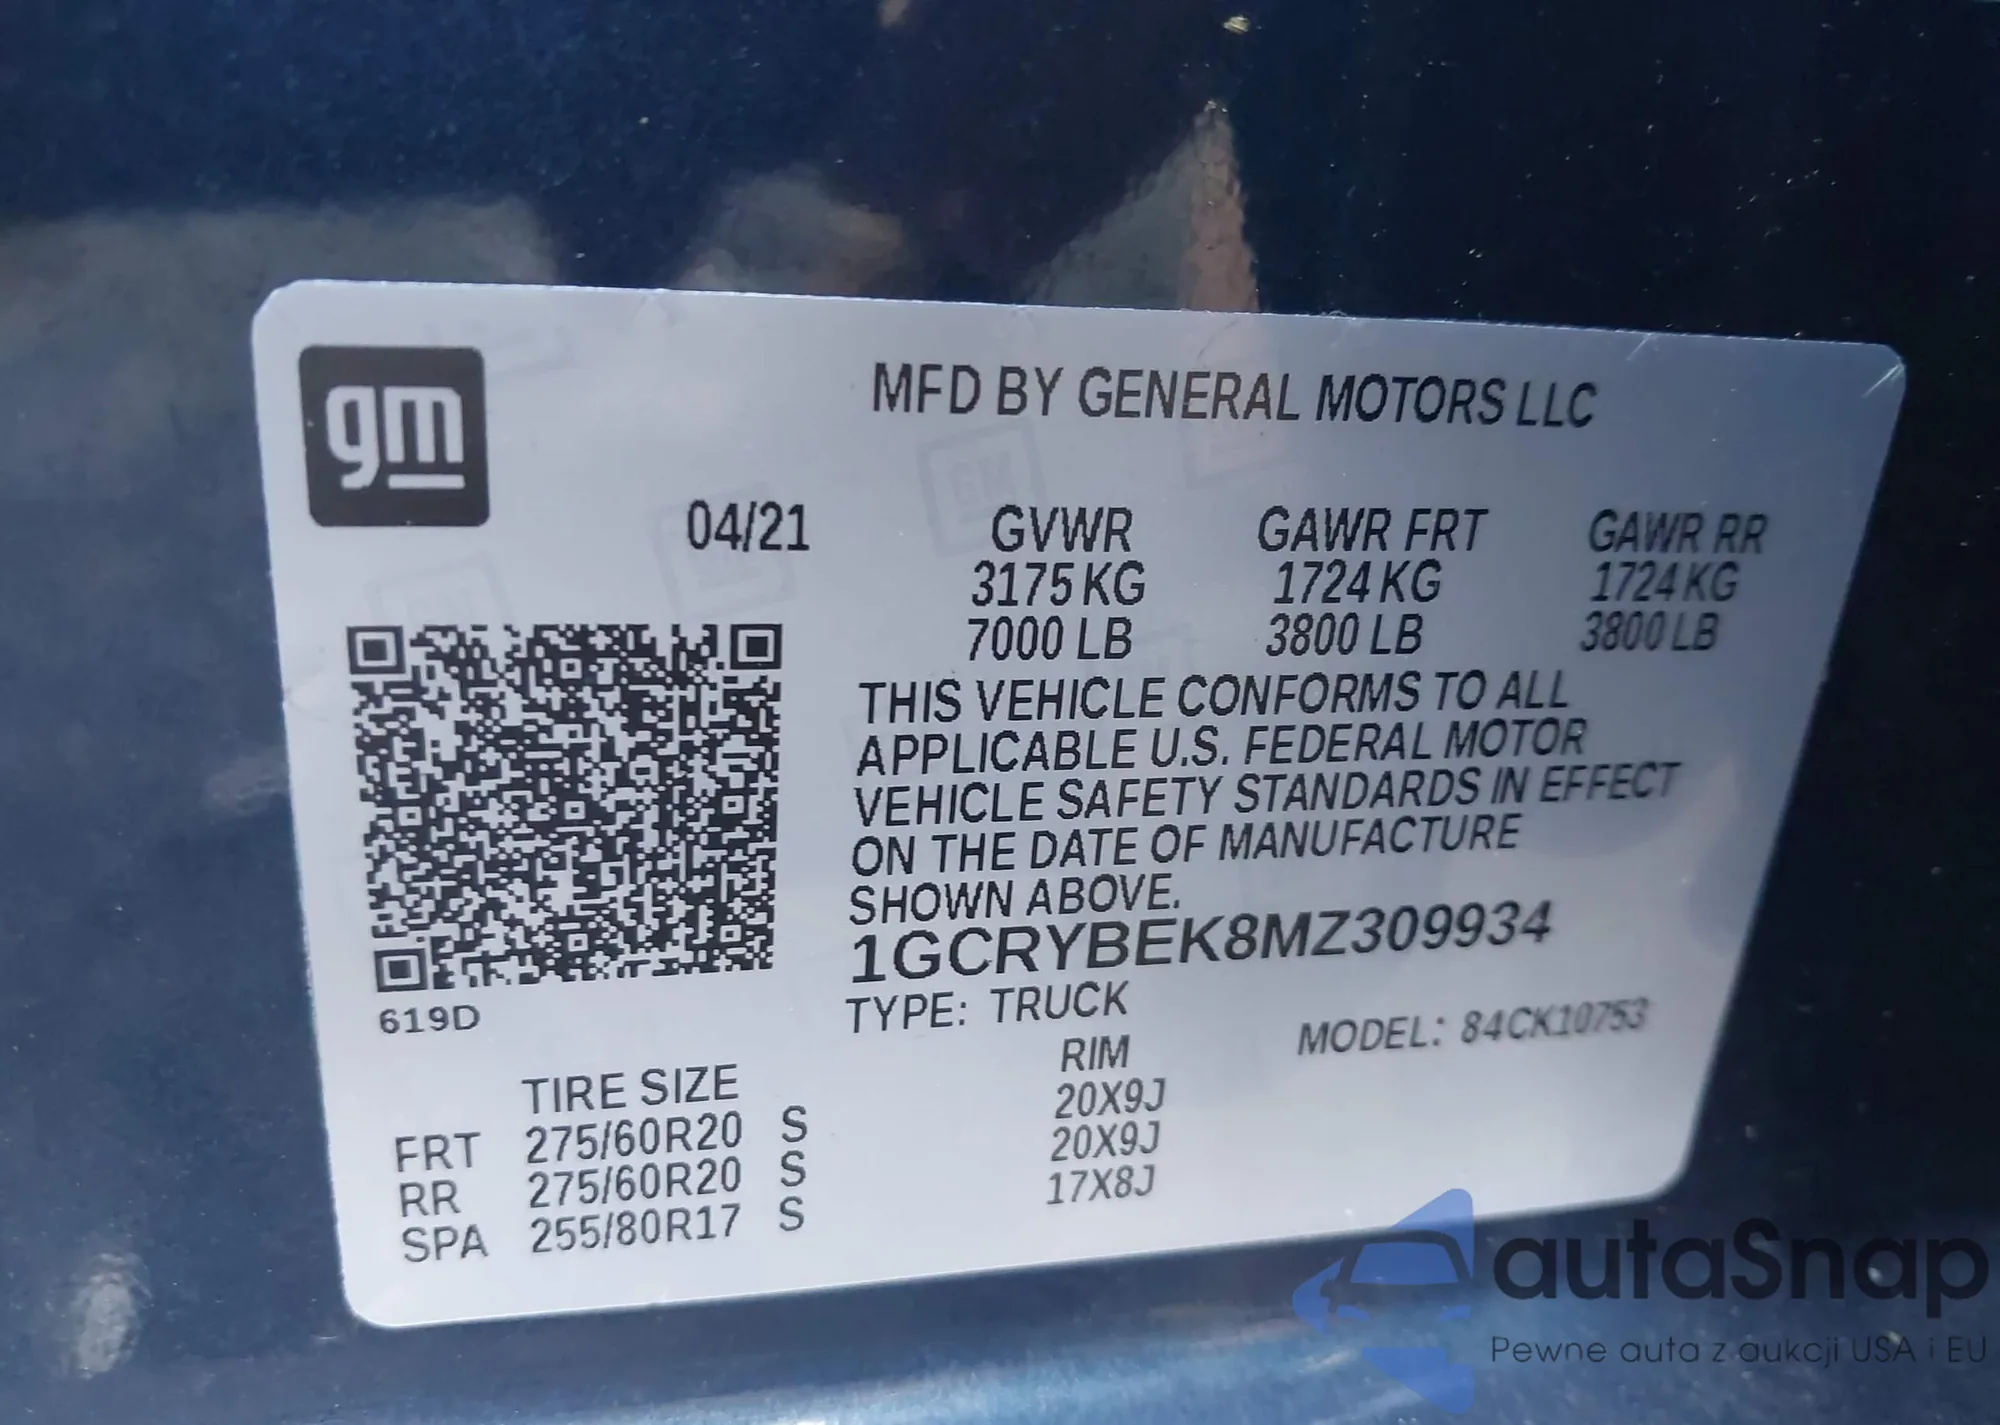 gm
MFD BY GENERAL MOTORS LLC
04/21
GVWR GAWR FRT GAWR RR
3175 KG 1724 KG 1724 KG
7000 LB 3800 LB 3800 LB
THIS VEHICLE CONFORMS TO ALL
APPLICABLE U.S. FEDERAL MOTOR
VEHICLE SAFETY STANDARDS IN EFFECT
ON THE DATE OF MANUFACTURE
SHOWN ABOVE.
1GCRYBEK8MZ309934
619D
TYPE: TRUCK MODEL: 84CK10753
TIRE SIZE RIM
FRT 275/60R20 S 20X9J
RR 275/60R20 S 20X9J
SPA 255/80R17 S 17X8J
autaSnap
Pewne auta z aukcji USA i EU